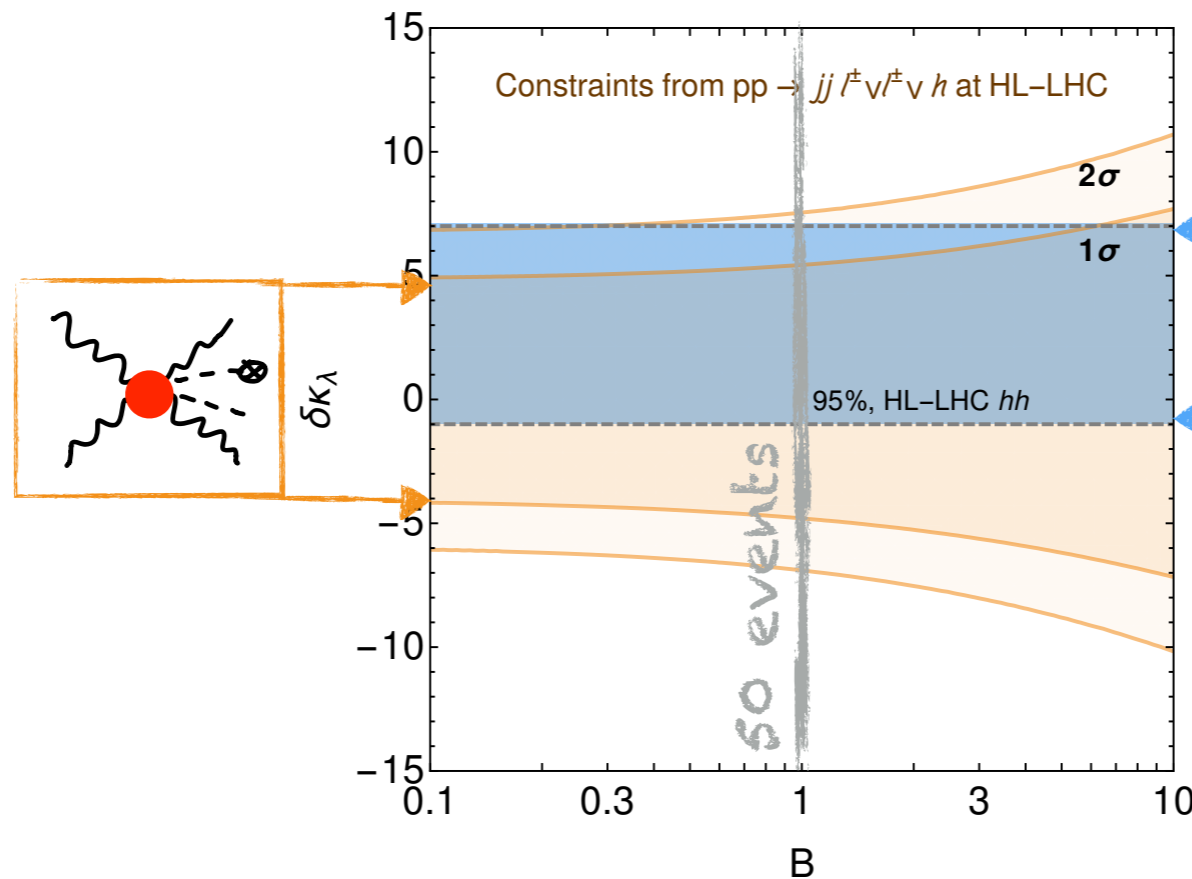 15
Constraints from pp → jj l±νl±ν h at HL−LHC
10
2σ
1σ
5
δκλ
0
95%, HL−LHC hh
−5
50 events
−10
−15
0.1 0.3 1 3 10
B